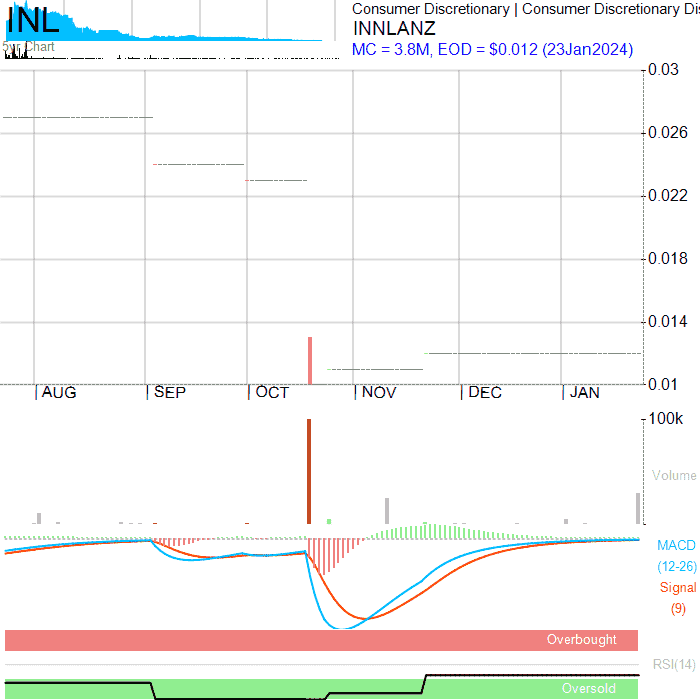 INL
Consumer Discretionary | Consumer Discretionary Dis
INNLANZ
5yr Chart
MC = 3.8M, EOD = $0.012 (23Jan2024)
0.03
0.026
0.022
0.018
0.014
0.01
AUG
SEP
OCT
NOV
DEC
JAN
100k
Volume
MACD
(12-26)
Signal
(9)
Overbought
RSI(14)
Oversold